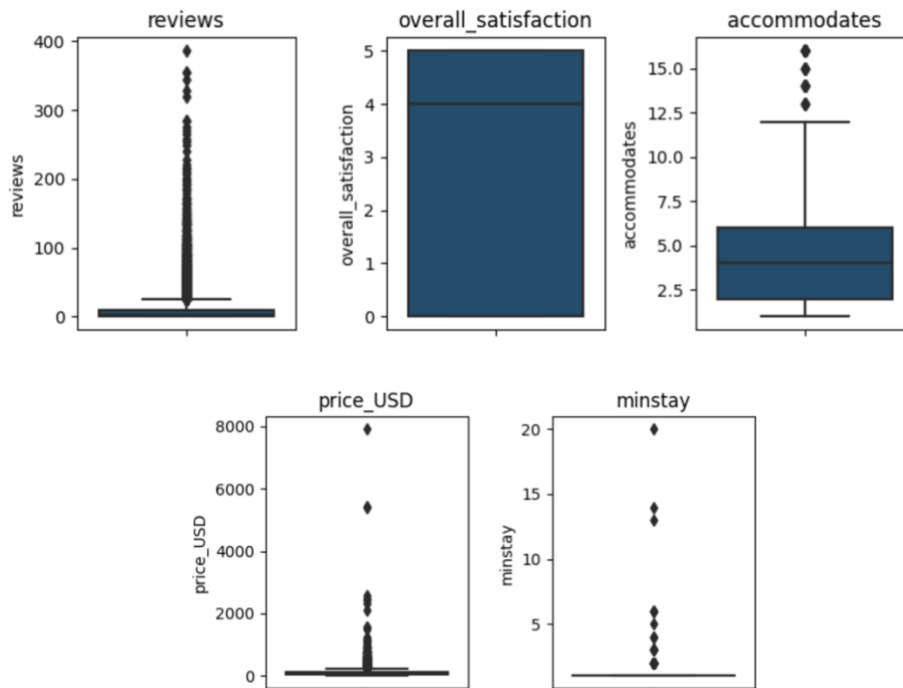 reviews
overall_satisfaction
accommodates
400
300
200
100
0
reviews
5
4
3
2
1
0
overall_satisfaction
15.0
12.5
10.0
7.5
5.0
2.5
accommodates
price_USD
minstay
8000
6000
4000
2000
0
price_USD
20
15
10
5
minstay